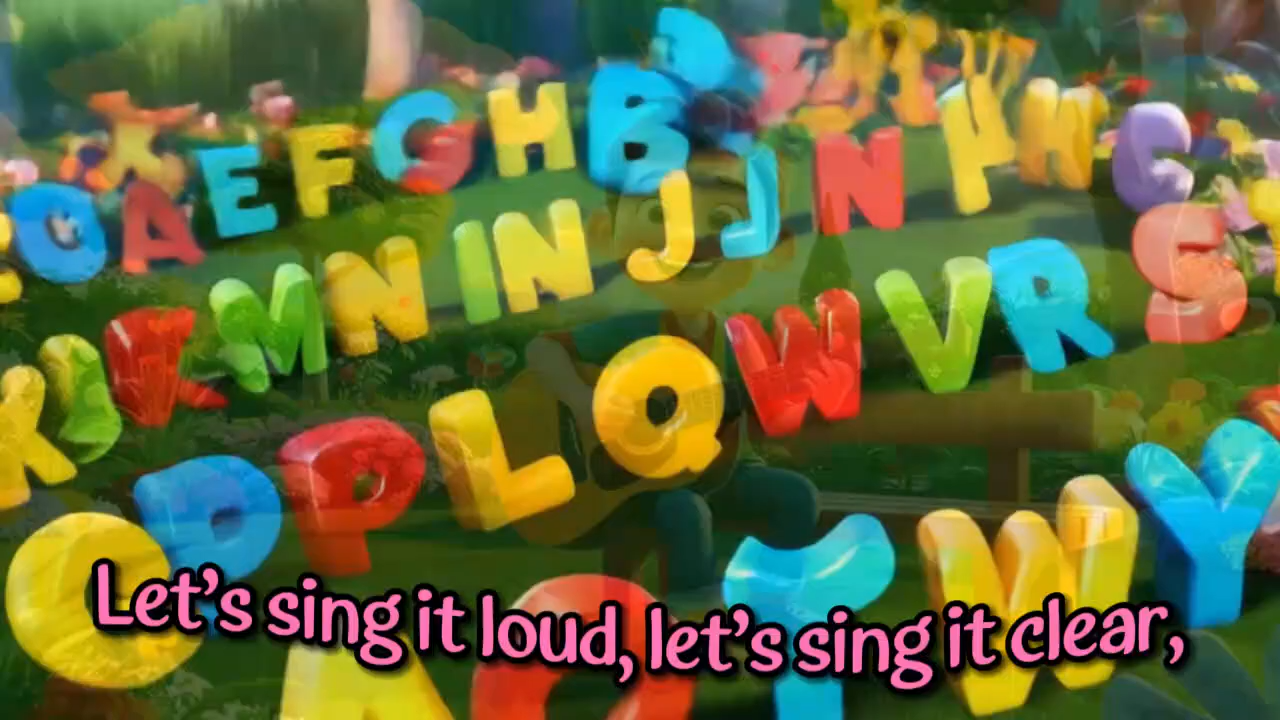 E F G H B
A J J N H G
M N I N S
K K V R
L Q W
P P Y
C T W
A
Let's sing it loud, let's sing it clear,